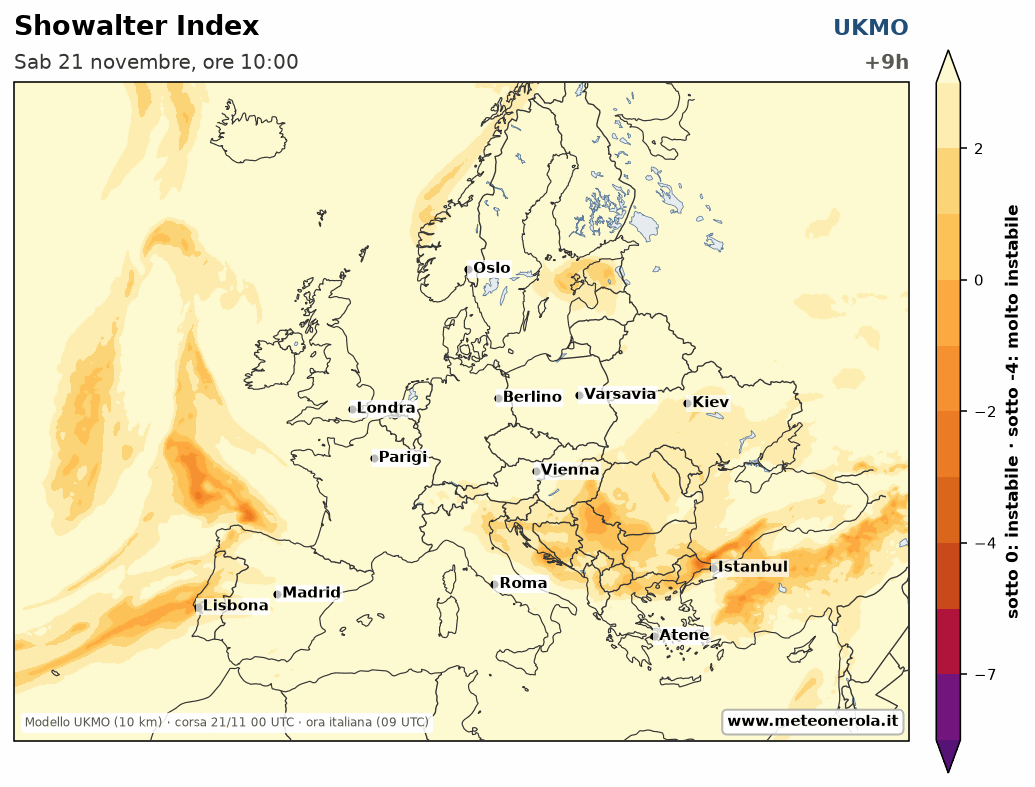 Showalter Index
UKMO
Sab 21 novembre, ore 10:00
+9h
2
0
−2
−4
−7
sotto 0: instabile · sotto -4: molto instabile
Oslo
Berlino
Varsavia
Kiev
Londra
Parigi
Vienna
Istanbul
Roma
Madrid
Lisbona
Atene
Modello UKMO (10 km) · corsa 21/11 00 UTC · ora italiana (09 UTC)
www.meteonerola.it